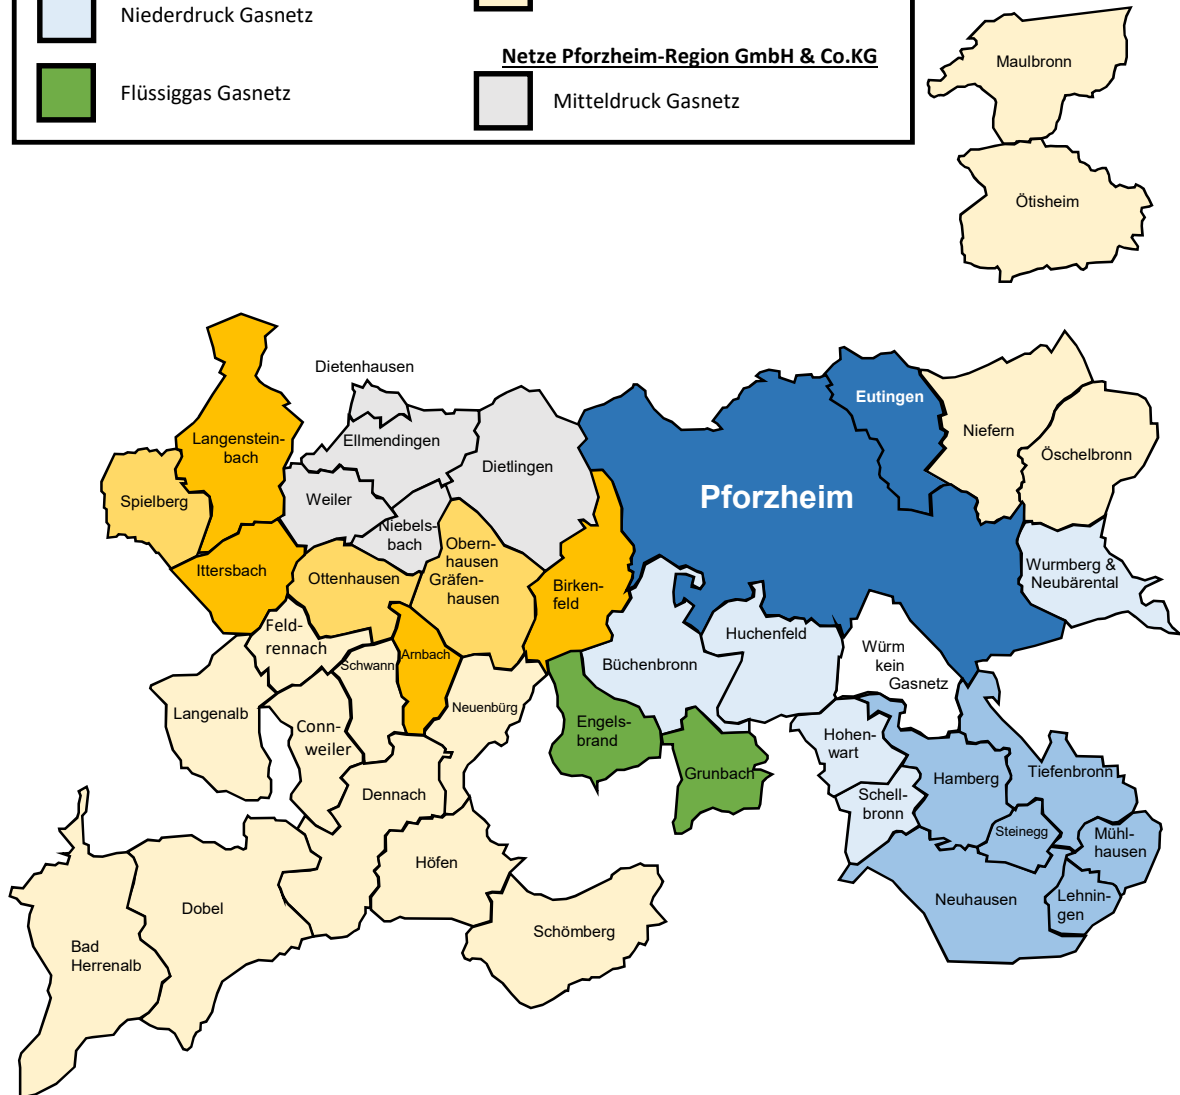 Niederdruck Gasnetz
Netze Pforzheim-Region GmbH & Co.KG
Flüssiggas Gasnetz
Mitteldruck Gasnetz
Maulbronn
Ötisheim
Dietenhausen
Eutingen
Langenstein-
bach
Ellmendingen
Niefern
Öschelbronn
Dietlingen
Spielberg
Weiler
Pforzheim
Niebels-
bach
Obern-
hausen
Gräfen-
hausen
Ittersbach
Ottenhausen
Birken-
feld
Wurmberg &
Neubärental
Feld-
rennach
Huchenfeld
Würm
kein
Gasnetz
Schwann
Arnbach
Büchenbronn
Langenalb
Conn-
weiler
Neuenbürg
Engels-
brand
Hohen-
wart
Grunbach
Hamberg
Tiefenbronn
Dennach
Schell-
bronn
Steinegg
Mühl-
hausen
Höfen
Dobel
Neuhausen
Lehnin-
gen
Schömberg
Bad
Herrenalb